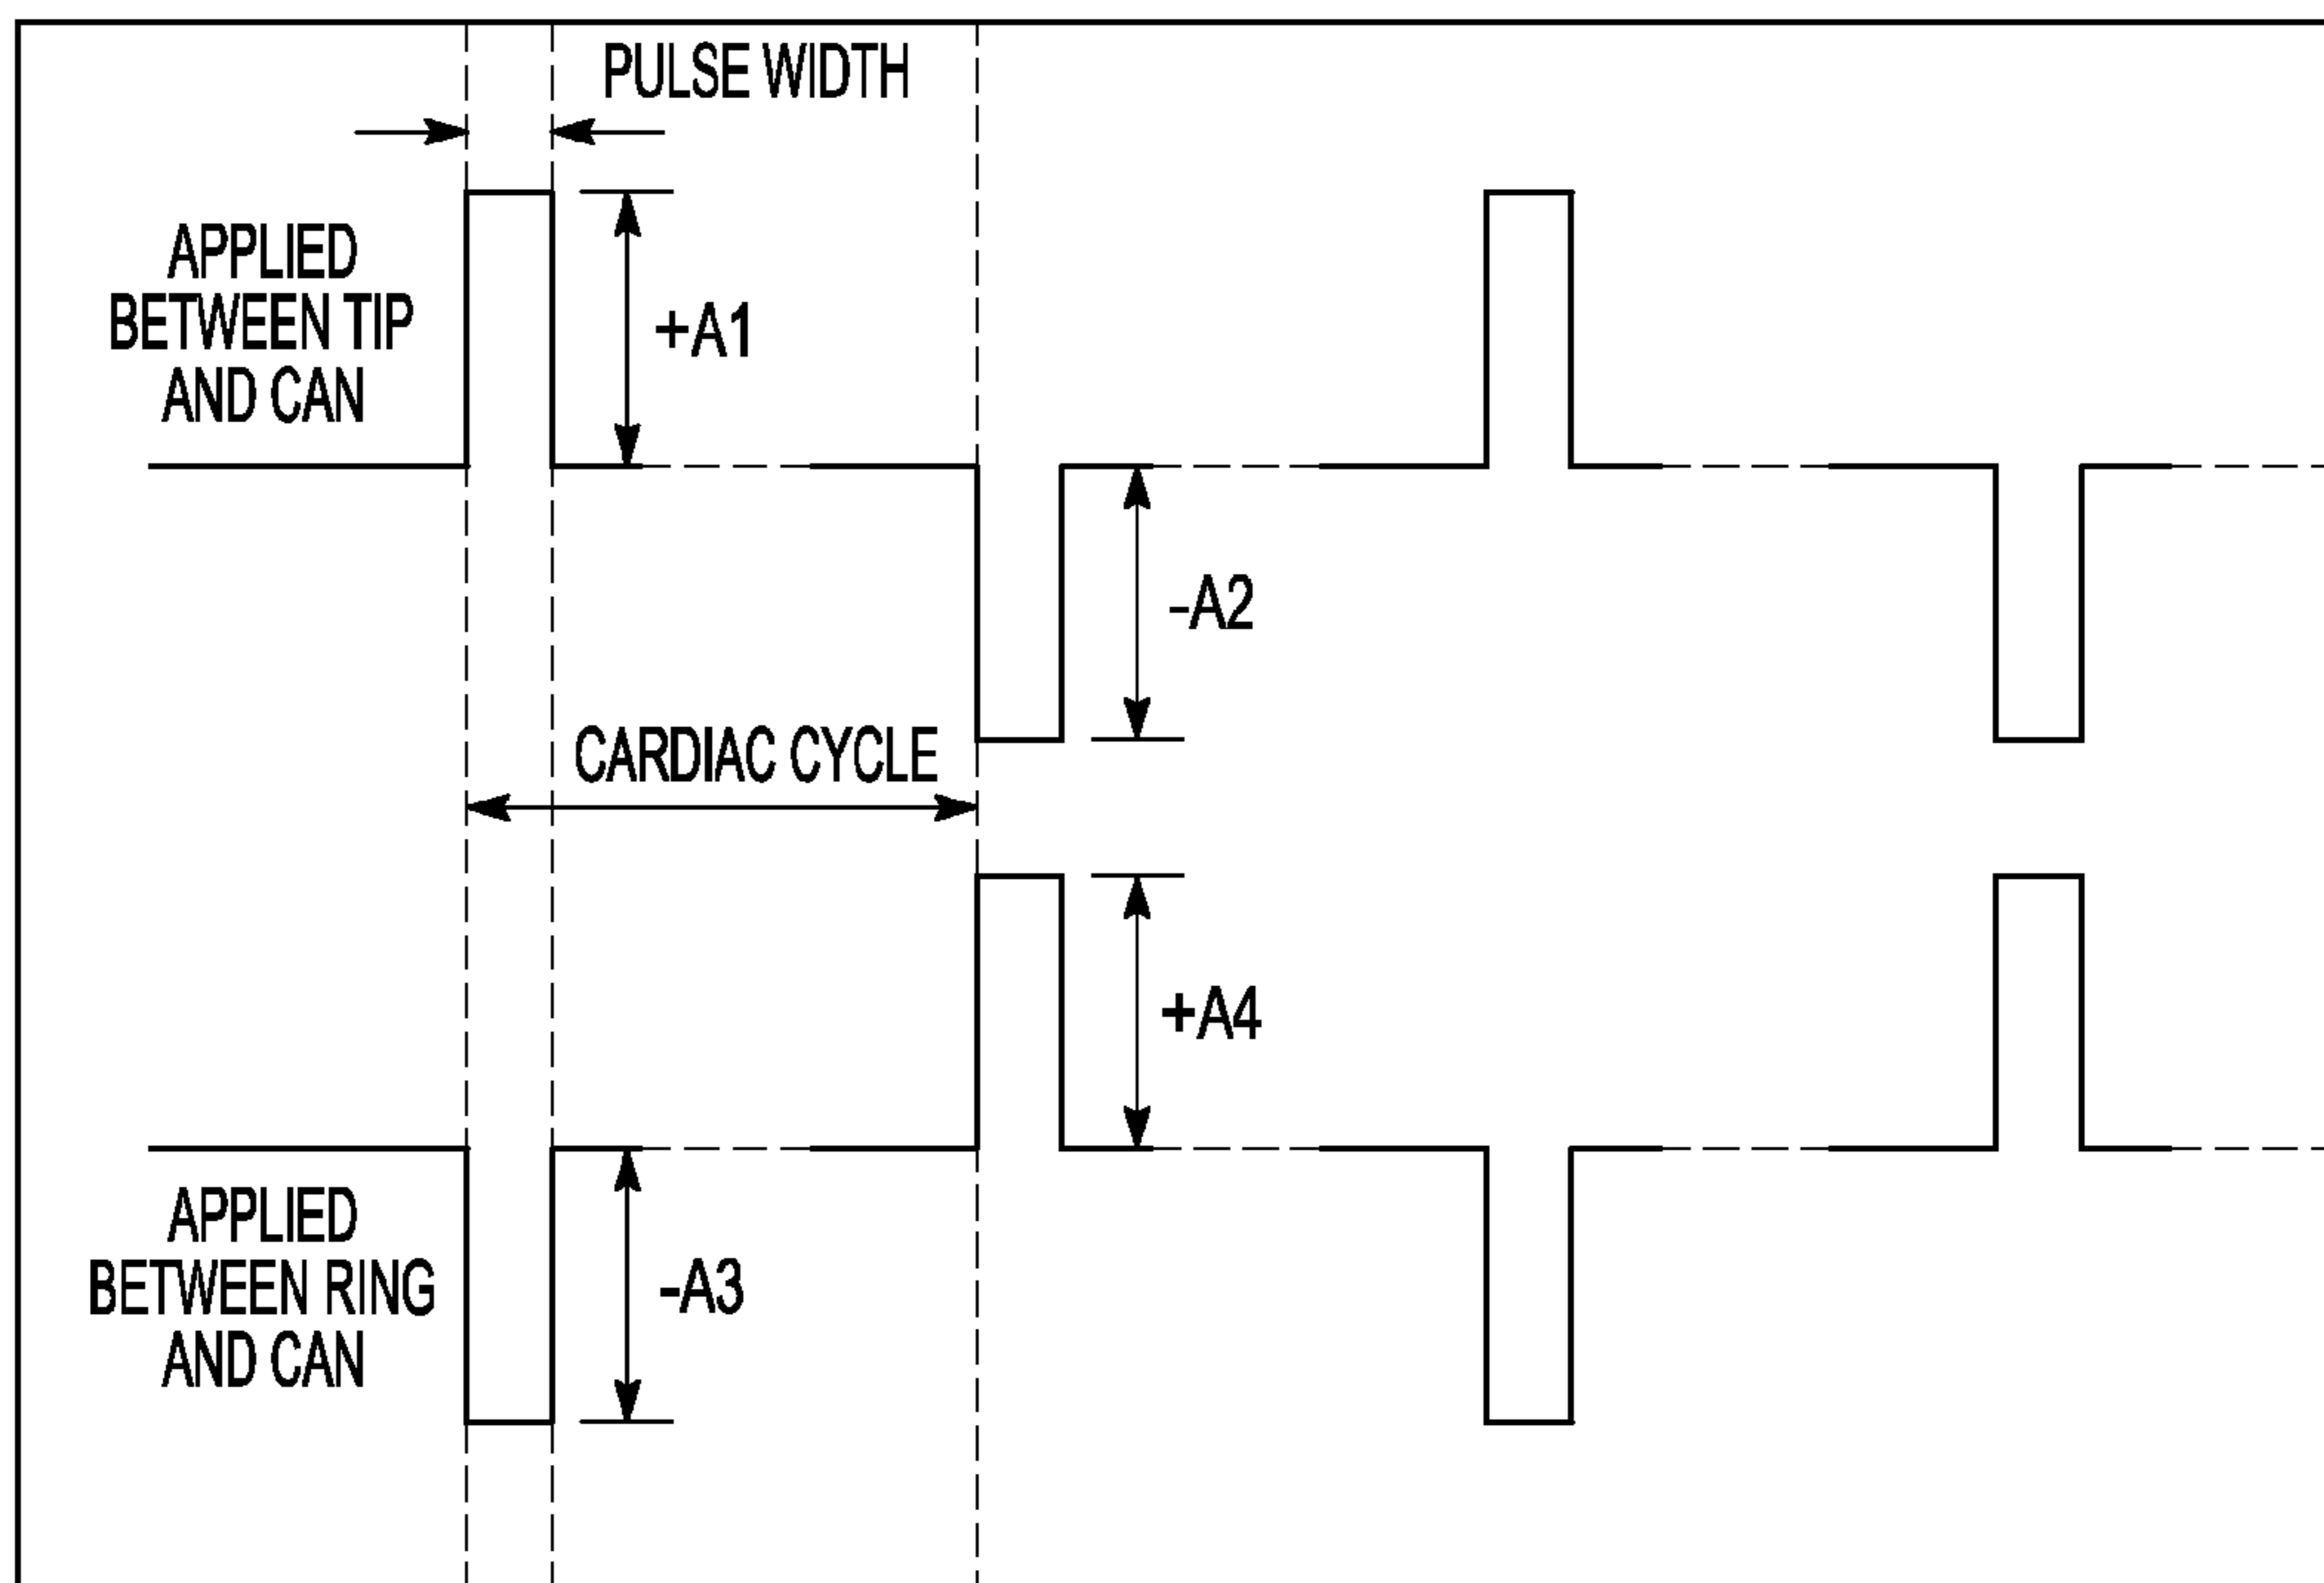 PULSE WIDTH
APPLIED
BETWEEN TIP
AND CAN
+A1
-A2
CARDIAC CYCLE
+A4
APPLIED
BETWEEN RING
AND CAN
-A3